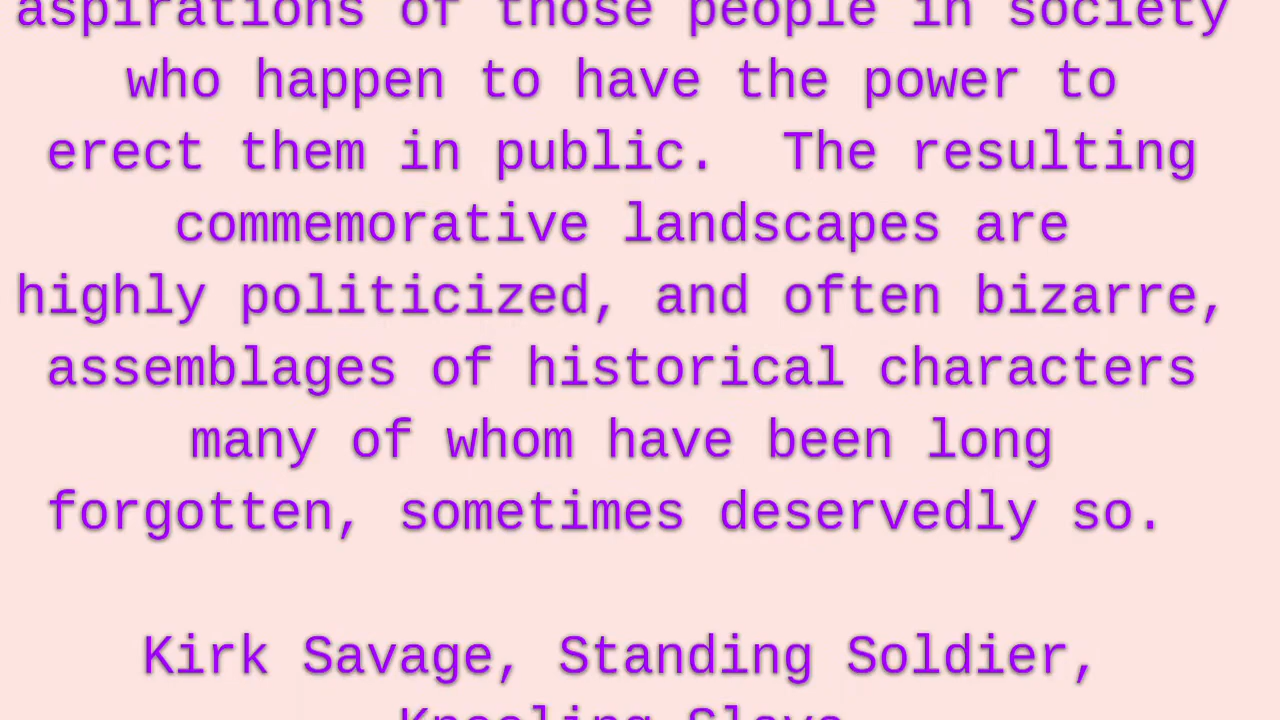 aspirations of those people in society
who happen to have the power to
erect them in public.  The resulting
commemorative landscapes are
highly politicized, and often bizarre,
assemblages of historical characters
many of whom have been long
forgotten, sometimes deservedly so.
Kirk Savage, Standing Soldier,
Kneeling Slave